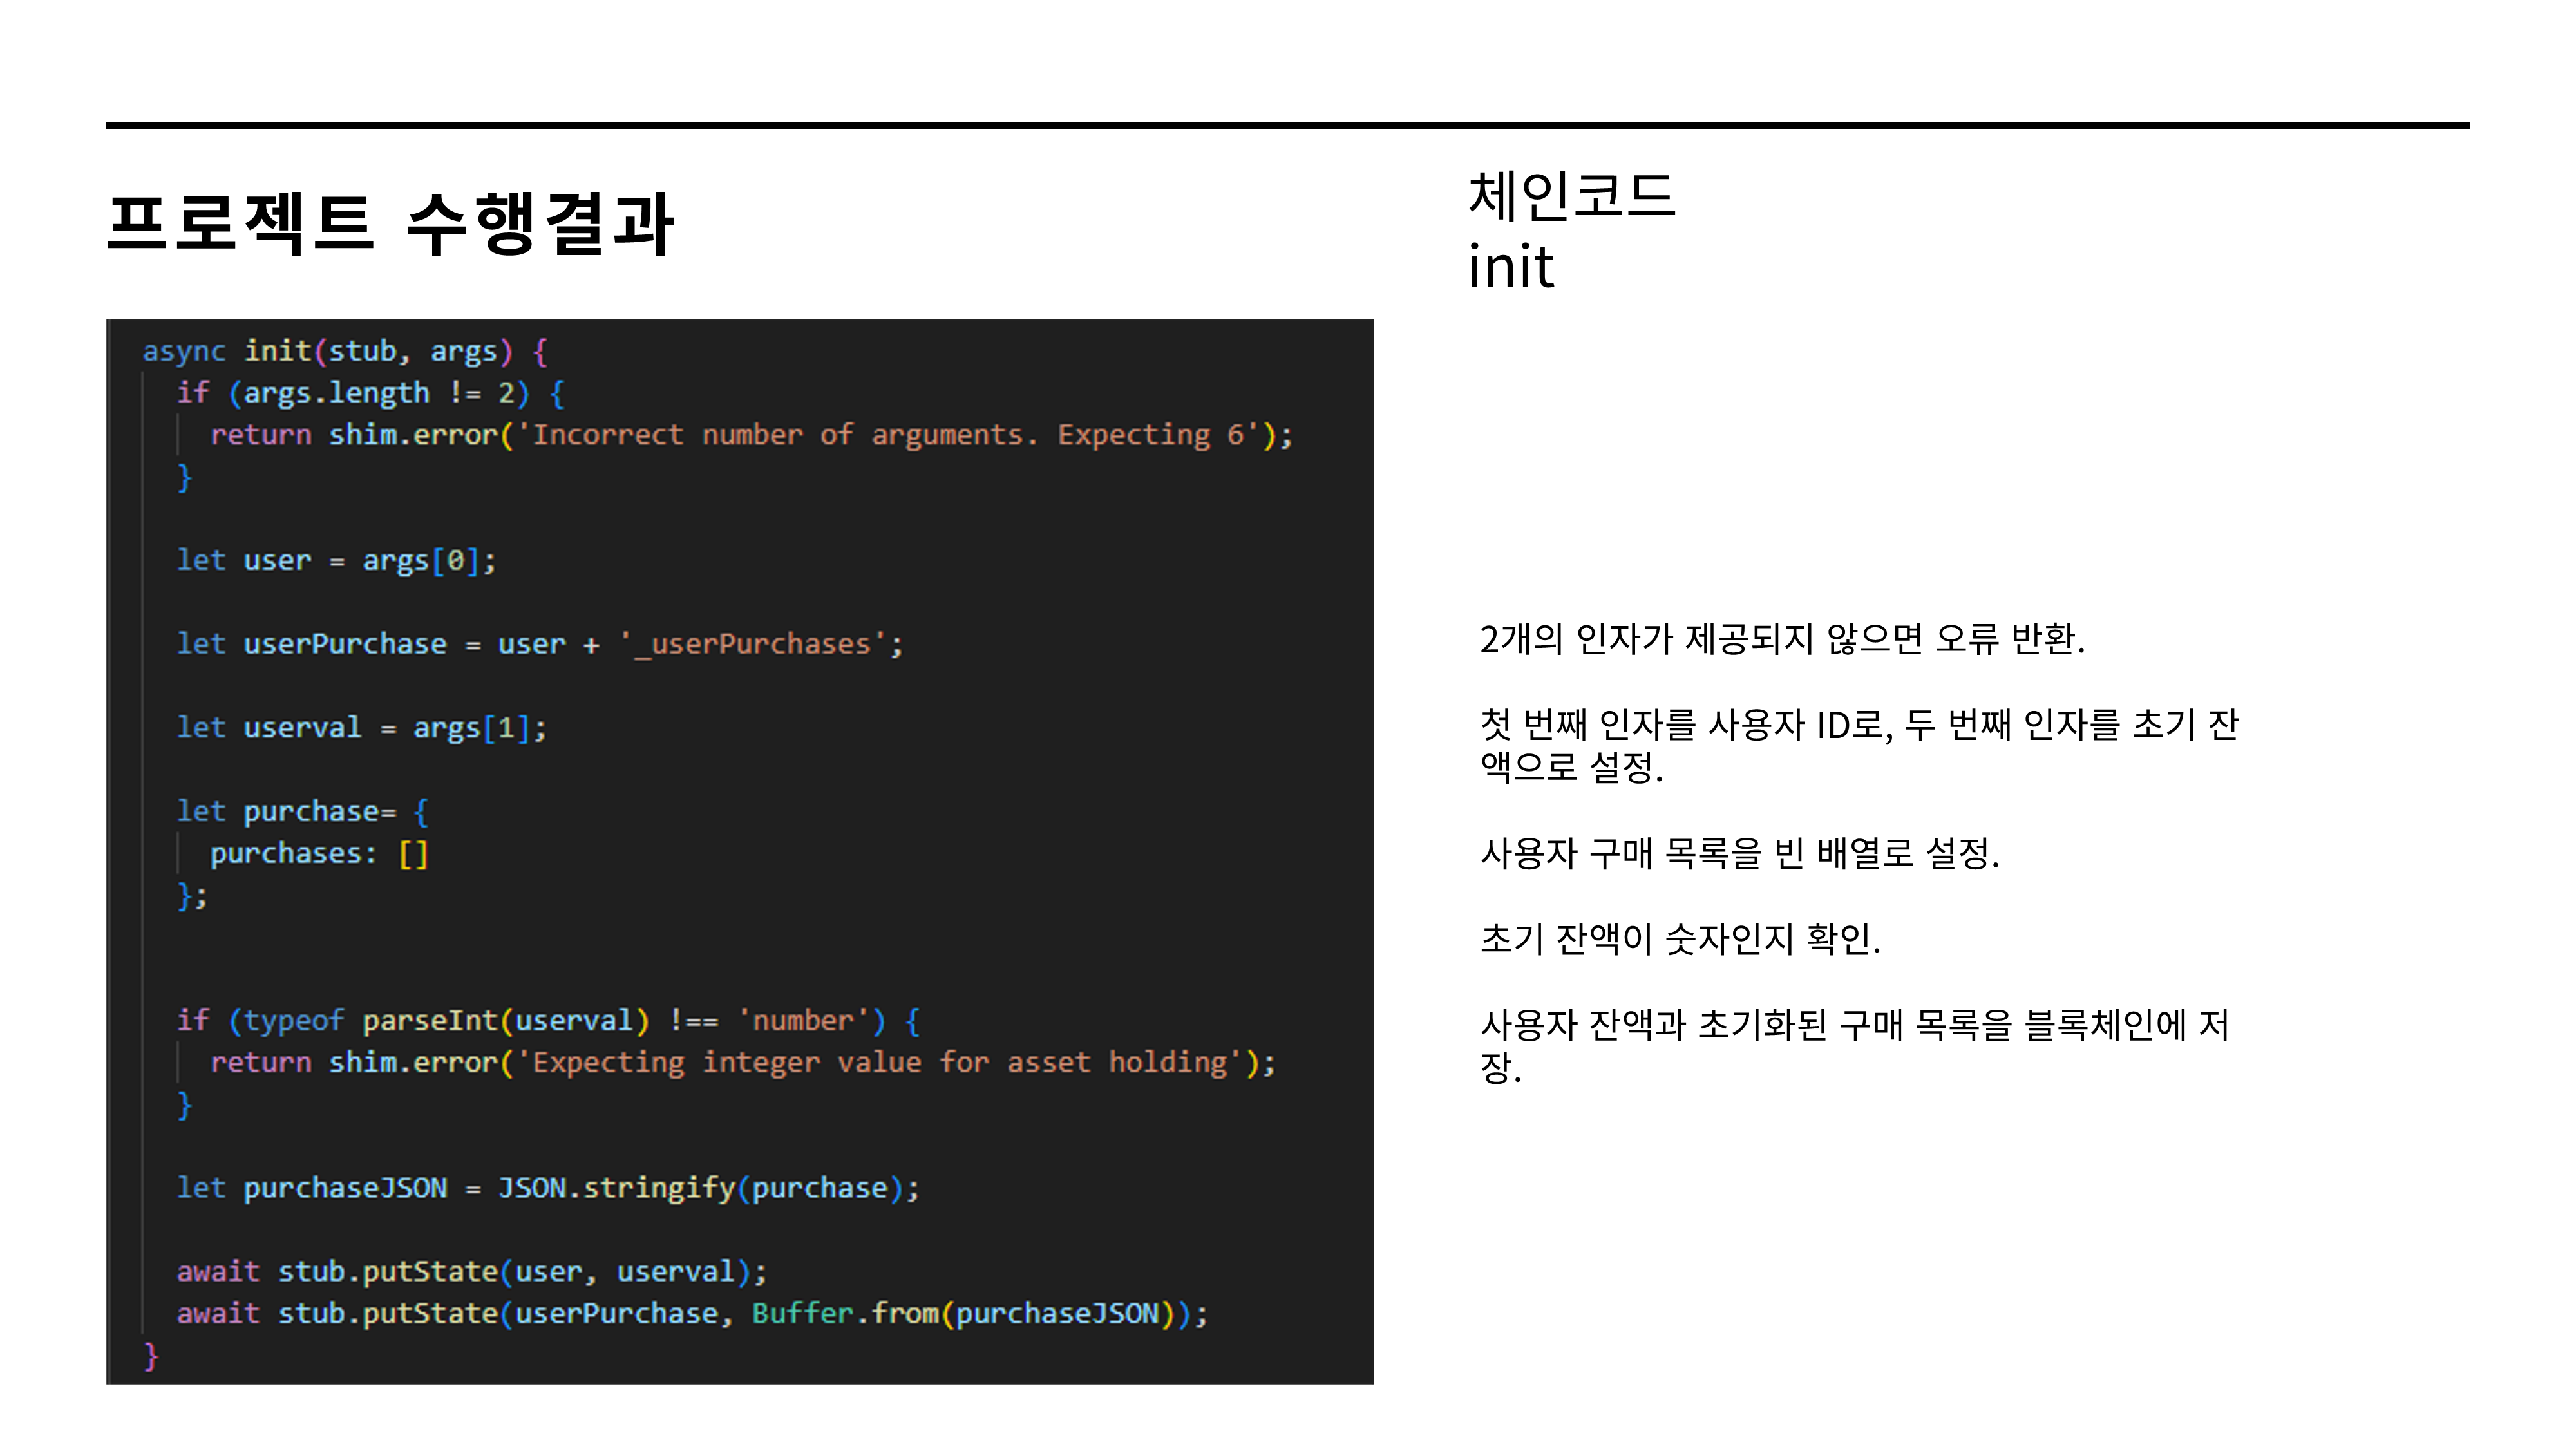 프로젝트 수행결과
체인코드
init
async init(stub, args) {
if (args.length != 2) {
return shim.error('Incorrect number of arguments. Expecting 6');
}
let user = args[0];
let userPurchase = user + '_userPurchases';
let userval = args[1];
let purchase= {
purchases: []
};
if (typeof parseInt(userval) !== 'number') {
return shim.error('Expecting integer value for asset holding');
}
let purchaseJSON = JSON.stringify(purchase);
await stub.putState(user, userval);
await stub.putState(userPurchase, Buffer.from(purchaseJSON));
}
2개의 인자가 제공되지 않으면 오류 반환.
첫 번째 인자를 사용자 ID로, 두 번째 인자를 초기 잔
액으로 설정.
사용자 구매 목록을 빈 배열로 설정.
초기 잔액이 숫자인지 확인.
사용자 잔액과 초기화된 구매 목록을 블록체인에 저
장.